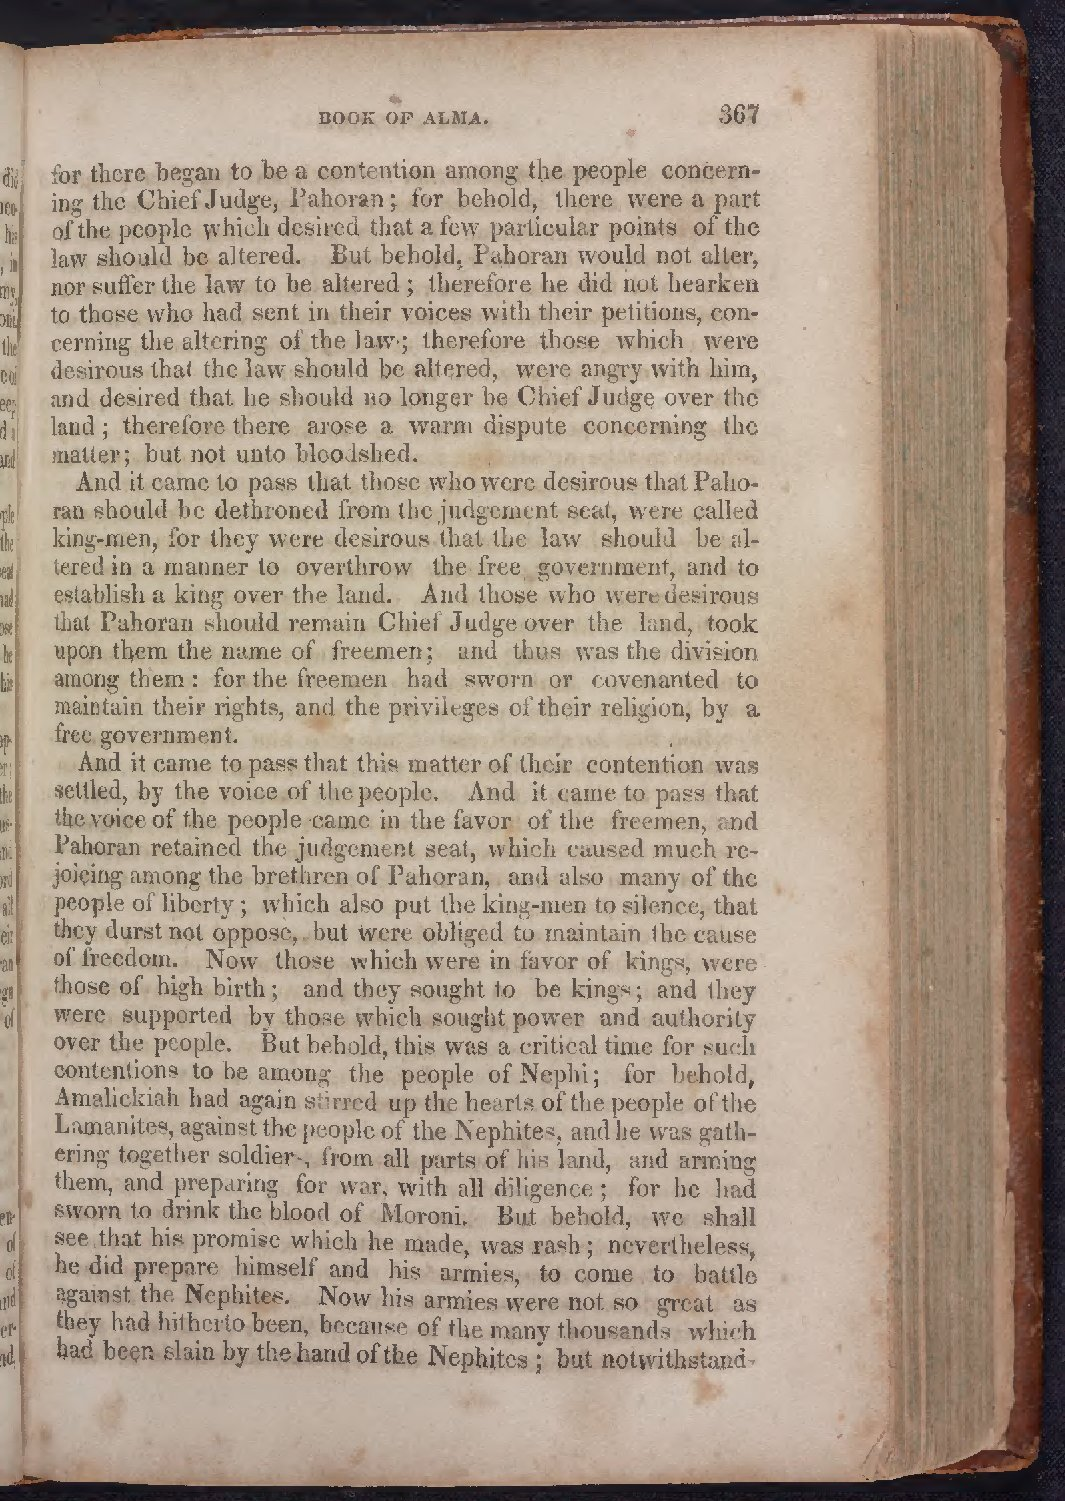 BOOK OF ALMA. 367
for there began to be a contention among the people concern-
ing the Chief Judge, Pahoran; for behold, there were a part
of the people which desired that a few particular points of the
law should be altered. But behold, Pahoran would not alter,
nor suffer the law to be altered; therefore he did not hearken
to those who had sent in their voices with their petitions, con-
cerning the altering of the law; therefore those which were
desirous that the law should be altered, were angry with him,
and desired that he should no longer be Chief Judge over the
land; therefore there arose a warm dispute concerning the
matter; but not unto bloodshed.
And it came to pass that those who were desirous that Paho-
ran should be dethroned from the judgement seat, were called
king-men, for they were desirous that the law should be al-
tered in a manner to overthrow the free government, and to
establish a king over the land. And those who were desirous
that Pahoran should remain Chief Judge over the land, took
upon them the name of freemen; and thus was the division
among them: for the freemen had sworn or covenanted to
maintain their rights, and the privileges of their religion, by a
free government.
And it came to pass that this matter of their contention was
settled, by the voice of the people. And it came to pass that
the voice of the people came in the favor of the freemen, and
Pahoran retained the judgement seat, which caused much re-
joicing among the brethren of Pahoran, and also many of the
people of liberty; which also put the king-men to silence, that
they durst not oppose, but were obliged to maintain the cause
of freedom. Now those which were in favor of kings, were
those of high birth; and they sought to be kings; and they
were supported by those which sought power and authority
over the people. But behold, this was a critical time for such
contentions to be among the people of Nephi; for behold,
Amalickiah had again stirred up the hearts of the people of the
Lamanites, against the people of the Nephites, and he was gath-
ering together soldiers, from all parts of his land, and arming
them, and preparing for war, with all diligence; for he had
sworn to drink the blood of Moroni. But behold, we shall
see that his promise which he made, was rash; nevertheless,
he did prepare himself and his armies, to come to battle
against the Nephites. Now his armies were not so great as
they had hitherto been, because of the many thousands which
had been slain by the hand of the Nephites; but notwithstand-